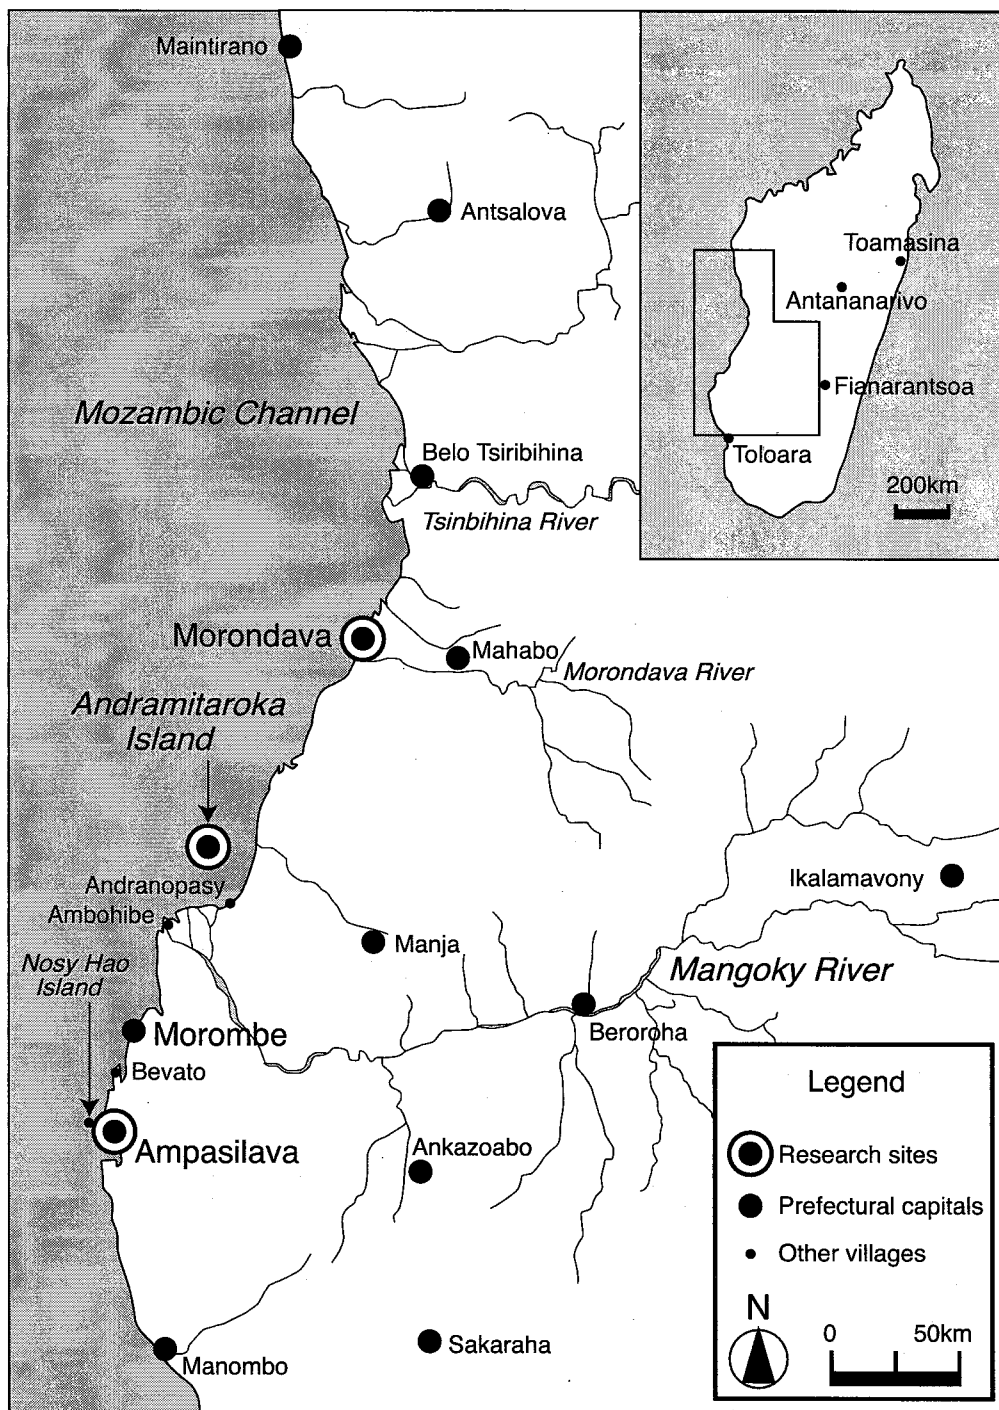 Maintirano
Antsalova
Toamasina
Antananarivo
Fianarantsoa
Toloara
200km
Mozambic Channel
Belo Tsiribihina
Tsinbihina River
Morondava
Mahabo
Morondava River
Andramitaroka
Island
Andranopasy
Ambohibe
Ikalamavony
Manja
Nosy Hao
Island
Mangoky River
Morombe
Beroroha
Bevato
Ampasilava
Ankazoabo
Manombo
Sakaraha
Legend
Research sites
Prefectural capitals
Other villages
N
0 50km